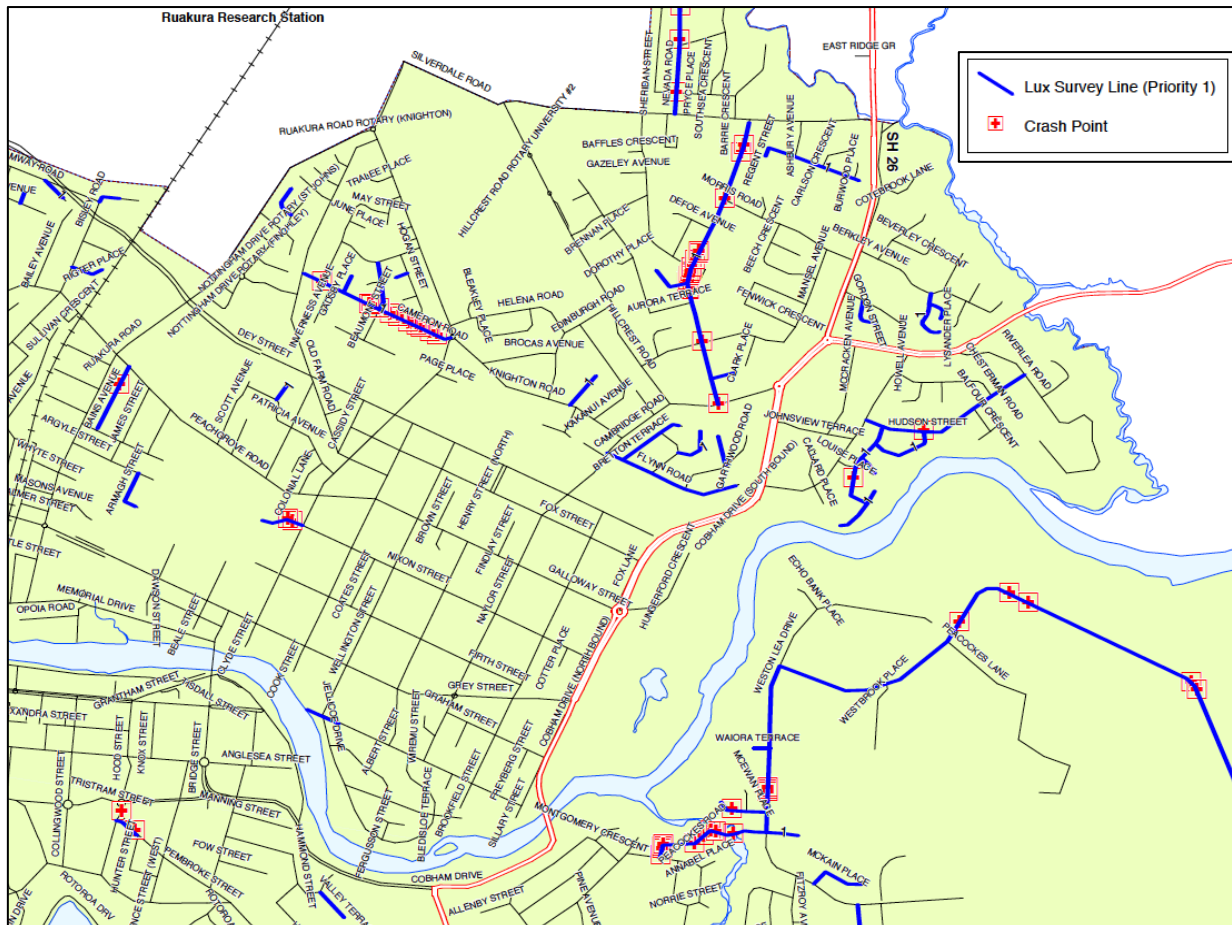 Ruakura Research Station
EAST RIDGE GR
Lux Survey Line (Priority 1)
Crash Point
SH 26
SILVERDALE ROAD
SHERIDAN STREET
NEVADA ROAD
PRYCE PLACE
SOUTHSEA CRESCENT
BARRIE CRESCENT
REGENT STREET
ASHBURY AVENUE
CARLSON CRESCENT
BURWOOD PLACE
COTEBROOK LANE
RUAKURA ROAD ROTARY (KNIGHTON)
HILLCREST ROAD ROTARY UNIVERSITY #2
BAFFLES CRESCENT
GAZELEY AVENUE
MORRIS ROAD
DEFOE AVENUE
BEECH CRESCENT
MANSEL AVENUE
BERKLEY AVENUE
BEVERLEY CRESCENT
TRALEE PLACE
MAY STREET
JUNE PLACE
HOGAN STREET
NOTTINGHAM DRIVE ROTARY (ST JOHNS)
NOTTINGHAM DRIVE ROTARY (FINCHLEY)
BISLEY ROAD
BAILEY AVENUE
RIGTER PLACE
SULLIVAN CRESCENT
RUAKURA ROAD
INVERNESS AVENUE
GADSBY PLACE
BEAUMONT STREET
CAMERON ROAD
BLEAKLEY PLACE
HELENA ROAD
EDINBURGH ROAD
BRENNAN PLACE
DOROTHY PLACE
AURORA TERRACE
FENWICK CRESCENT
GORDON STREET
MCCRACKEN AVENUE
HOWELL AVENUE
LYSANDER PLACE
RIVERLEA ROAD
CHESTERMAN ROAD
BALFOUR CRESCENT
DEY STREET
OLD FARM ROAD
PAGE PLACE
BROCAS AVENUE
HILLCREST ROAD
CLARK PLACE
KNIGHTON ROAD
KAKANUI AVENUE
CAMBRIDGE ROAD
BRETTON TERRACE
FLYNN ROAD
GARRIWOOD ROAD
JOHNSVIEW TERRACE
HUDSON STREET
LOUISE PLACE
CADARD PLACE
BAINS AVENUE
JAMES STREET
ARGYLE STREET
SCOTT AVENUE
PATRICIA AVENUE
CASSIDY STREET
PEACHGROVE ROAD
WHYTE STREET
MASONS AVENUE
ARMAGH STREET
COLONIAL LANE
BROWN STREET
HENRY STREET (NORTH)
FINDLAY STREET
FOX STREET
NIXON STREET
NAYLOR STREET
GALLOWAY STREET
FOX LANE
HUNGERFORD CRESCENT
COBHAM DRIVE (SOUTH BOUND)
ECHO BANK PLACE
MEMORIAL DRIVE
OPOIA ROAD
DAWSON STREET
BEALE STREET
CLYDE STREET
COOK STREET
COATES STREET
WELLINGTON STREET
FIRTH STREET
GREY STREET
GRAHAM STREET
COTTER PLACE
COBHAM DRIVE (NORTH BOUND)
WESTON LEA DRIVE
WESTBROOK PLACE
PEACOCKES LANE
GRANTHAM STREET
TISDALL STREET
HOOD STREET
KNOX STREET
BRIDGE STREET
ANGLESEA STREET
JELLICOE DRIVE
ALBERT STREET
WIREMU STREET
FREYBERG STREET
WAIORA TERRACE
MCEWAN ROAD
TRISTRAM STREET
COLLINGWOOD STREET
MANNING STREET
HAMMOND STREET
FERGUSSON STREET
BLEDISLOE TERRACE
BROOKFIELD STREET
SILLARY STREET
MONTGOMERY CRESCENT
PEACOCKES ROAD
ANNABEL PLACE
MCKAIN PLACE
HUNTER STREET
PEMBROKE STREET
FOW STREET
COBHAM DRIVE
ALLENBY STREET
PINE AVENUE
NORRIE STREET
ROTOROA DRV